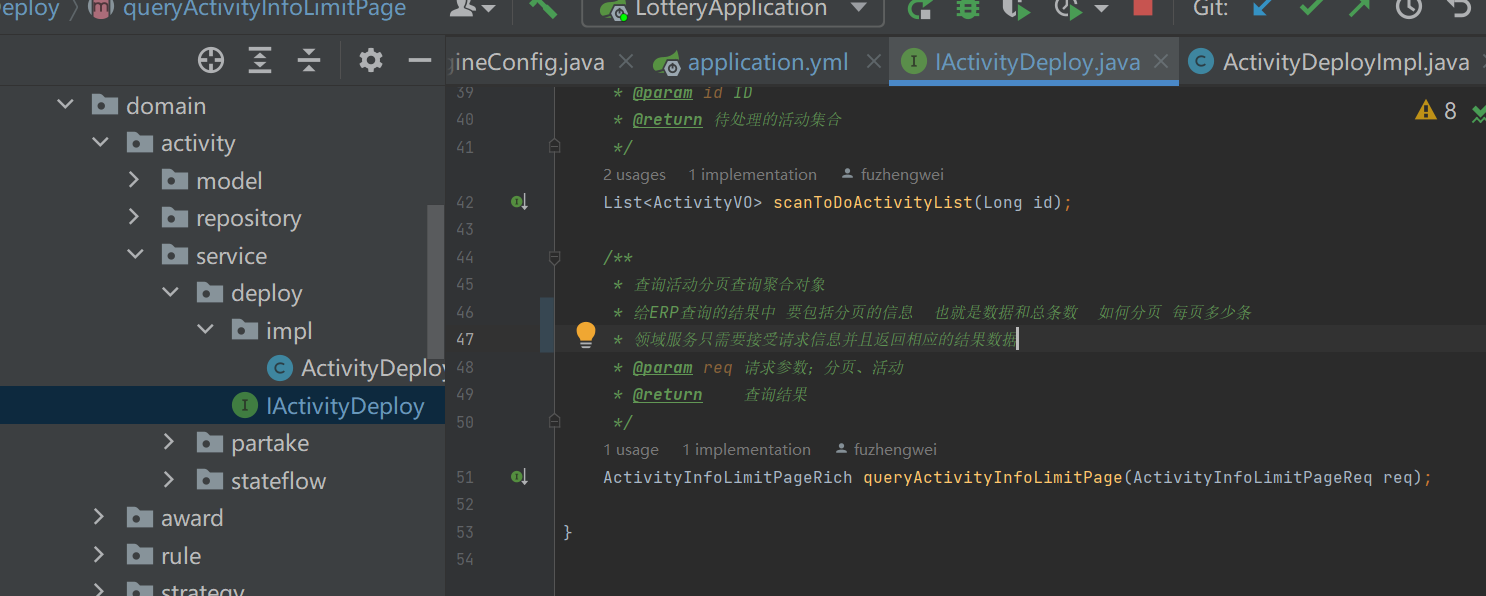 eploy 〉 queryActivityInfoLimitPage
LotteryApplication
Git:
gineConfig.java
application.yml
IActivityDeploy.java
ActivityDeployImpl.java
domain
activity
model
repository
service
deploy
impl
ActivityDeploy
IActivityDeploy
partake
stateflow
award
rule
strategy
8
39 * @param id ID
40 * @return 待处理的活动集合
41 */
2 usages 1 implementation fuzhengwei
42 List<ActivityVO> scanToDoActivityList(Long id);
43
44 /**
45 * 查询活动分页查询聚合对象
46 * 给ERP查询的结果中 要包括分页的信息 也就是数据和总条数 如何分页 每页多少条
47 * 领域服务只需要接受请求信息并且返回相应的结果数据
48 * @param req 请求参数；分页、活动
49 * @return 查询结果
50 */
1 usage 1 implementation fuzhengwei
51 ActivityInfoLimitPageRich queryActivityInfoLimitPage(ActivityInfoLimitPageReq req);
52
53 }
54